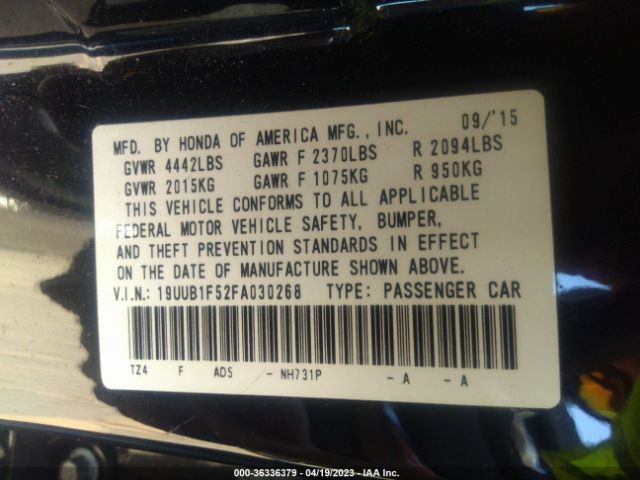 MFD. BY HONDA OF AMERICA MFG., INC. 09/'15
GVWR 4442LBS GAWR F 2370LBS R 2094LBS
GVWR 2015KG GAWR F 1075KG R 950KG
THIS VEHICLE CONFORMS TO ALL APPLICABLE
FEDERAL MOTOR VEHICLE SAFETY, BUMPER,
AND THEFT PREVENTION STANDARDS IN EFFECT
ON THE DATE OF MANUFACTURE SHOWN ABOVE.
V.I.N.: 19UUB1F52FA030268 TYPE: PASSENGER CAR
TZ4 F AD5 - NH731P - A - A
000-36336379 - 04/19/2023 - IAA Inc.